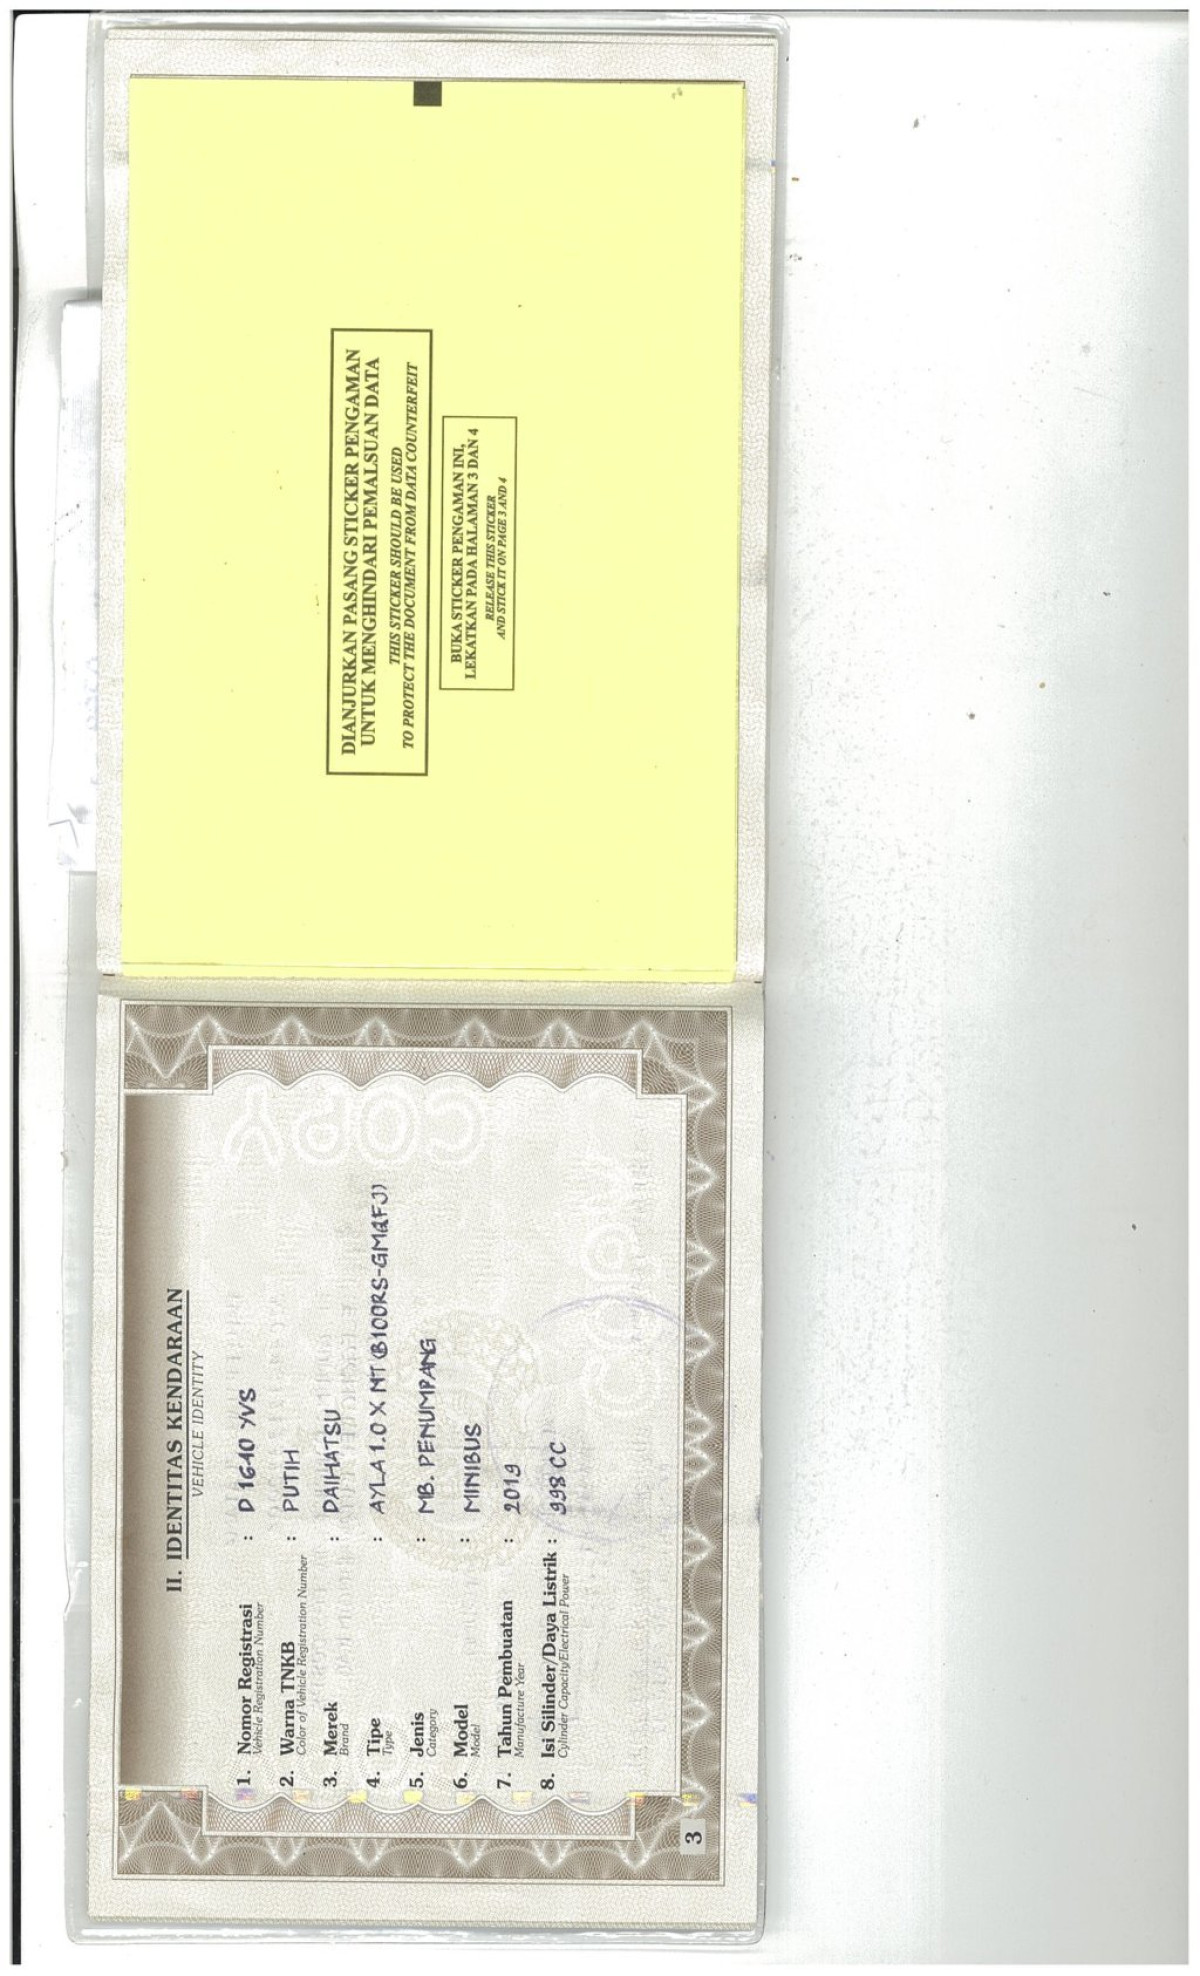 II. IDENTITAS KENDARAAN
VEHICLE IDENTITY
1. Nomor Registrasi : D 1640 YVS
Vehicle Registration Number
2. Warna TNKB : PUTIH
Color of Vehicle Registration Number
3. Merek : DAIHATSU
Brand
4. Tipe : AYLA 1.0 X MT (B100RS-GMQFJ)
Type
5. Jenis : MB. PENUMPANG
Category
6. Model : MINIBUS
Model
7. Tahun Pembuatan : 2019
Manufacture Year
8. Isi Silinder/Daya Listrik : 998 CC
Cylinder Capacity/Electrical Power
COPY
3
DIANJURKAN PASANG STICKER PENGAMAN
UNTUK MENGHINDARI PEMALSUAN DATA
THIS STICKER SHOULD BE USED
TO PROTECT THE DOCUMENT FROM DATA COUNTERFEIT
BUKA STICKER PENGAMAN INI,
LEKATKAN PADA HALAMAN 3 DAN 4
RELEASE THIS STICKER
AND STICK IT ON PAGE 3 AND 4